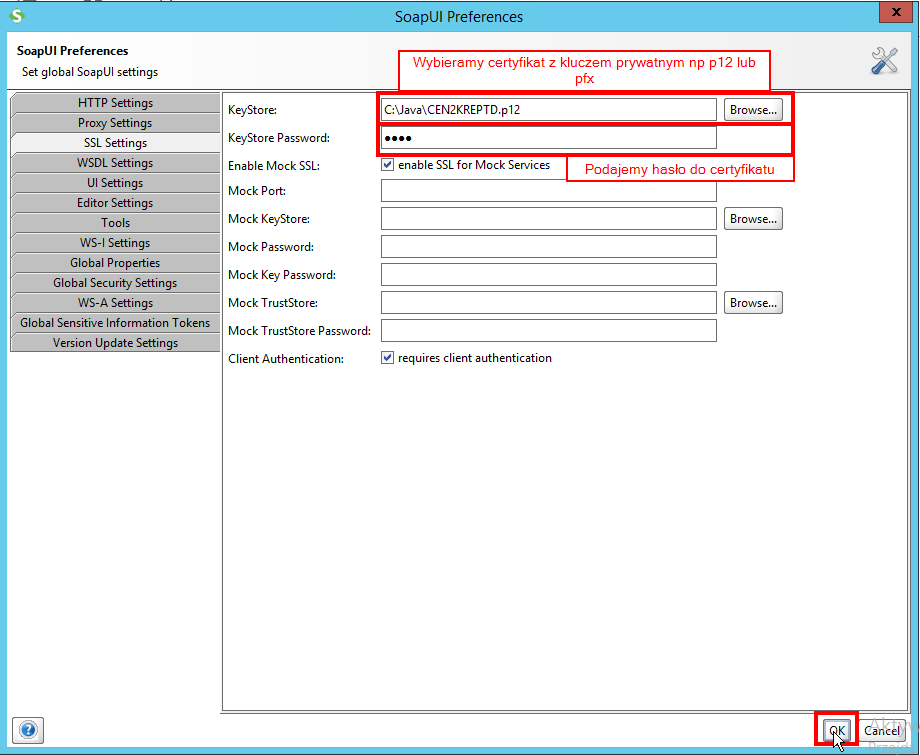 SoapUI Preferences
x
SoapUI Preferences
Set global SoapUI settings
Wybieramy certyfikat z kluczem prywatnym np p12 lub
pfx
HTTP Settings
Proxy Settings
SSL Settings
WSDL Settings
UI Settings
Editor Settings
Tools
WS-I Settings
Global Properties
Global Security Settings
WS-A Settings
Global Sensitive Information Tokens
Version Update Settings
KeyStore: C:\Java\CEN2KREPTD.p12 Browse...
KeyStore Password: ●●●●
Enable Mock SSL: enable SSL for Mock Services
Podajemy hasło do certyfikatu
Mock Port:
Mock KeyStore: Browse...
Mock Password:
Mock Key Password:
Mock TrustStore: Browse...
Mock TrustStore Password:
Client Authentication: requires client authentication
?
OK Cancel